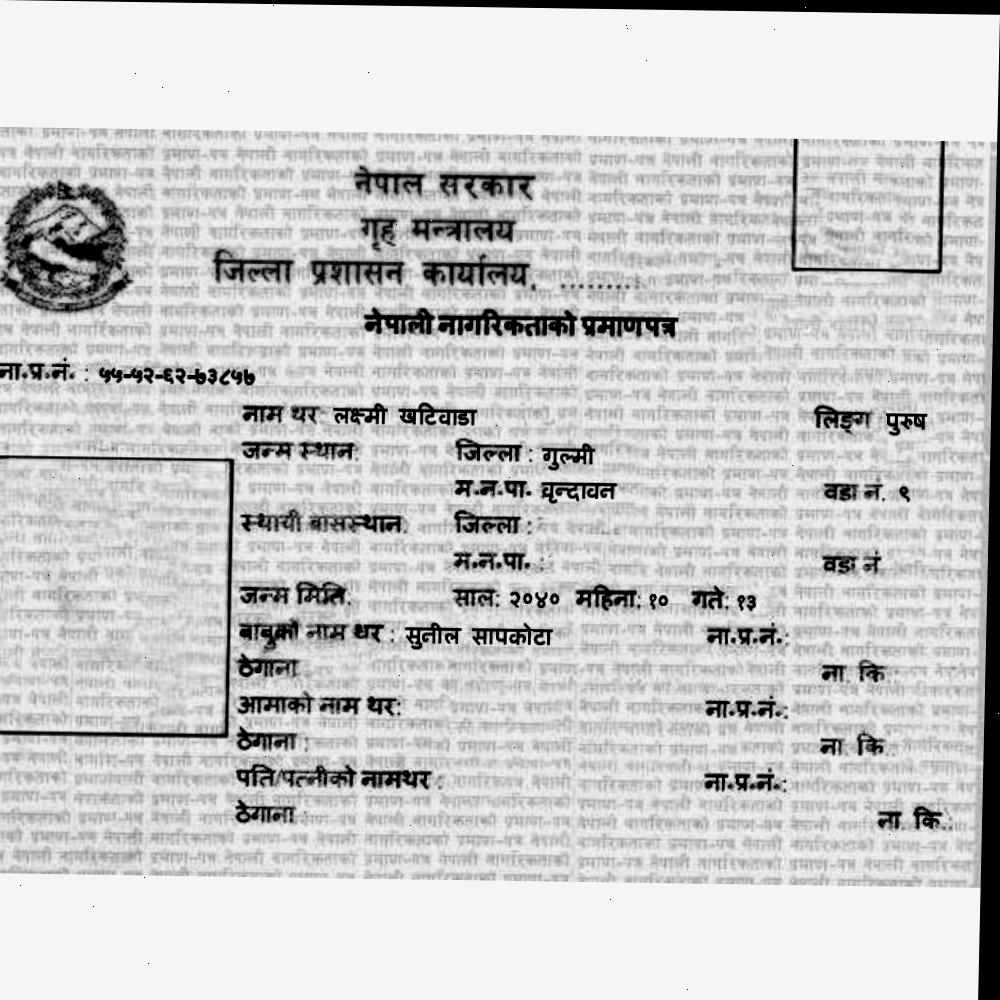 नेपाल सरकार
गृह मन्त्रालय
जिल्ला प्रशासन कार्यालय, .........
नेपाली नागरिकताको प्रमाणपत्र
ना.प्र.नं. : ५५-५२-६२-७३८५७
नाम थर: लक्ष्मी खटिवाडा लिङ्ग पुरुष
जन्म स्थान: जिल्ला : गुल्मी
म.न.पा. वृन्दावन वडा नं. ९
स्थायी बासस्थान: जिल्ला :
म.न.पा. : वडा नं
जन्म मिति: साल: २०४० महिना: १० गते: १३
बाबुको नाम थर : सुनील सापकोटा ना.प्र.नं.:
ठेगाना : ना. कि.:
आमाको नाम थर: ना.प्र.नं.:
ठेगाना : ना. कि.:
पति/पत्नीको नामथर : ना.प्र.नं.:
ठेगाना : ना. कि.: